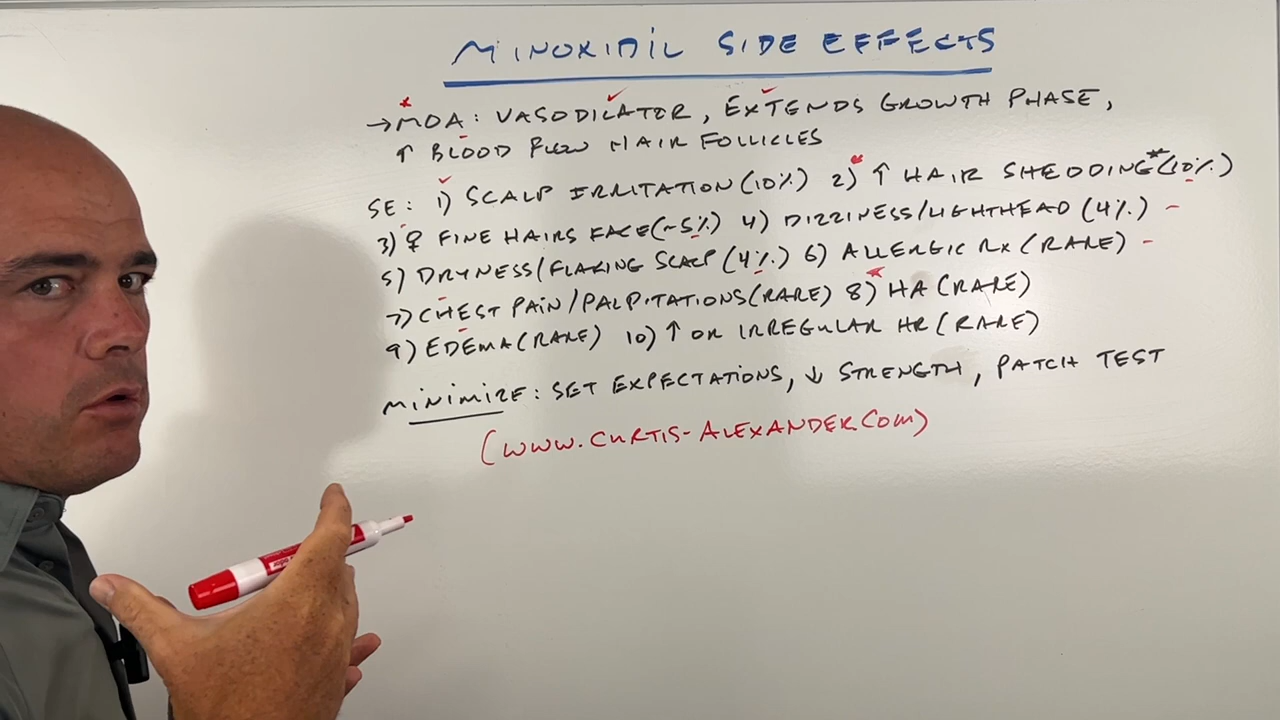 MINOXIDIL SIDE EFFECTS
→ MOA: VASODILATOR, EXTENDS GROWTH PHASE,
↑ BLOOD FLOW HAIR FOLLICLES
SE: 1) SCALP IRRITATION (10%) 2) ↑ HAIR SHEDDING* (10%)
3) ♀ FINE HAIRS FACE (~5%) 4) DIZZINESS/LIGHTHEAD (4%)
5) DRYNESS/FLAKING SCALP (4%) 6) ALLERGIC RX (RARE)
7) CHEST PAIN/PALPITATIONS (RARE) 8) HA (RARE)
9) EDEMA (RARE) 10) ↑ OR IRREGULAR HR (RARE)
MINIMIZE: SET EXPECTATIONS, ↓ STRENGTH, PATCH TEST
(WWW.CURTIS-ALEXANDER.COM)